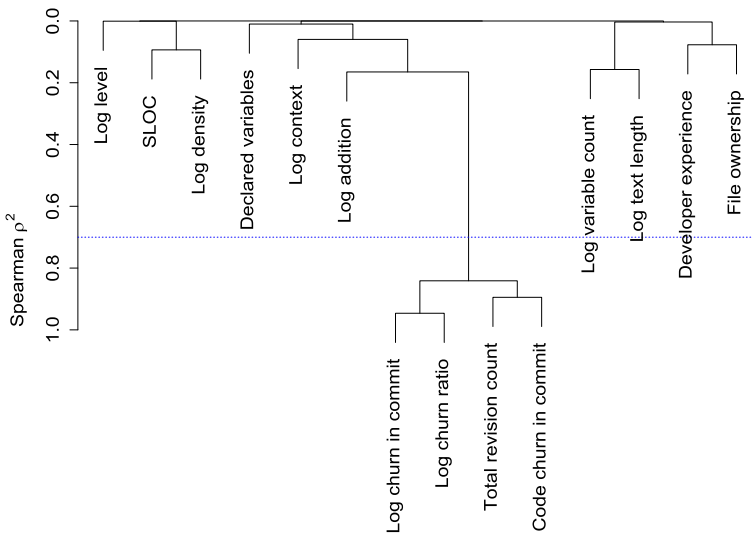 Spearman ρ2
0.0
0.2
0.4
0.6
0.8
1.0
Log level
SLOC
Log density
Declared variables
Log context
Log addition
Log churn in commit
Log churn ratio
Total revision count
Code churn in commit
Log variable count
Log text length
Developer experience
File ownership